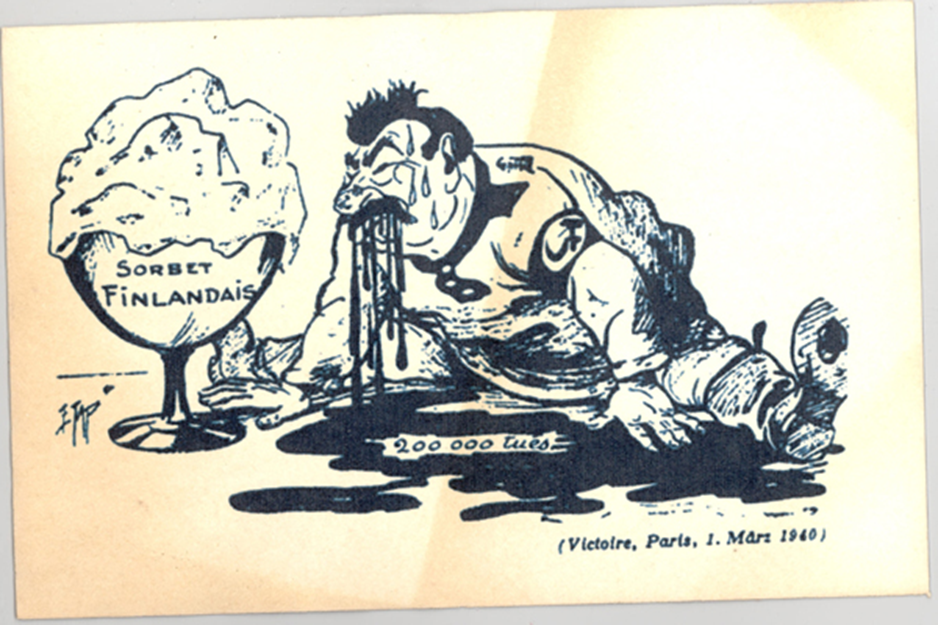 SORBET
FINLANDAIS
200 000 tués
(Victoire, Paris, 1. März 1940)